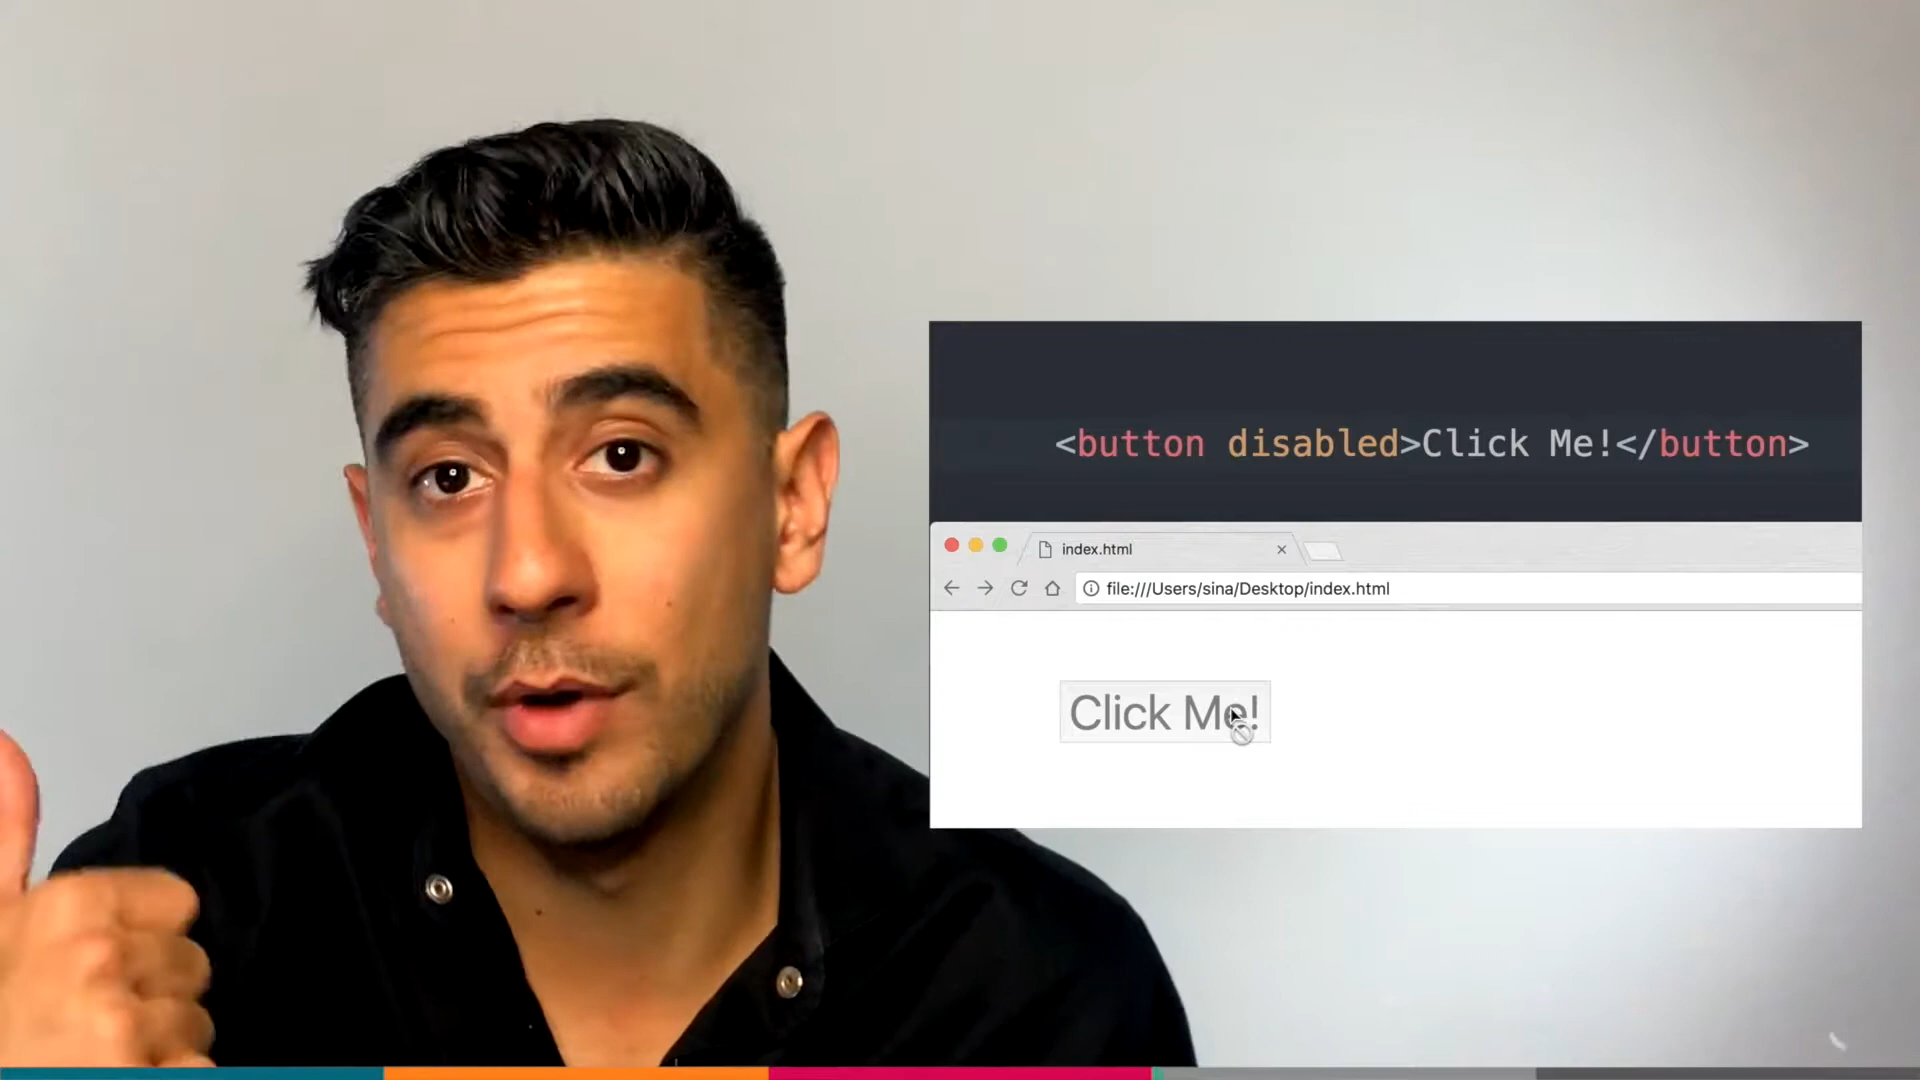 <button disabled>Click Me!</button>
index.html
file:///Users/sina/Desktop/index.html
Click Me!